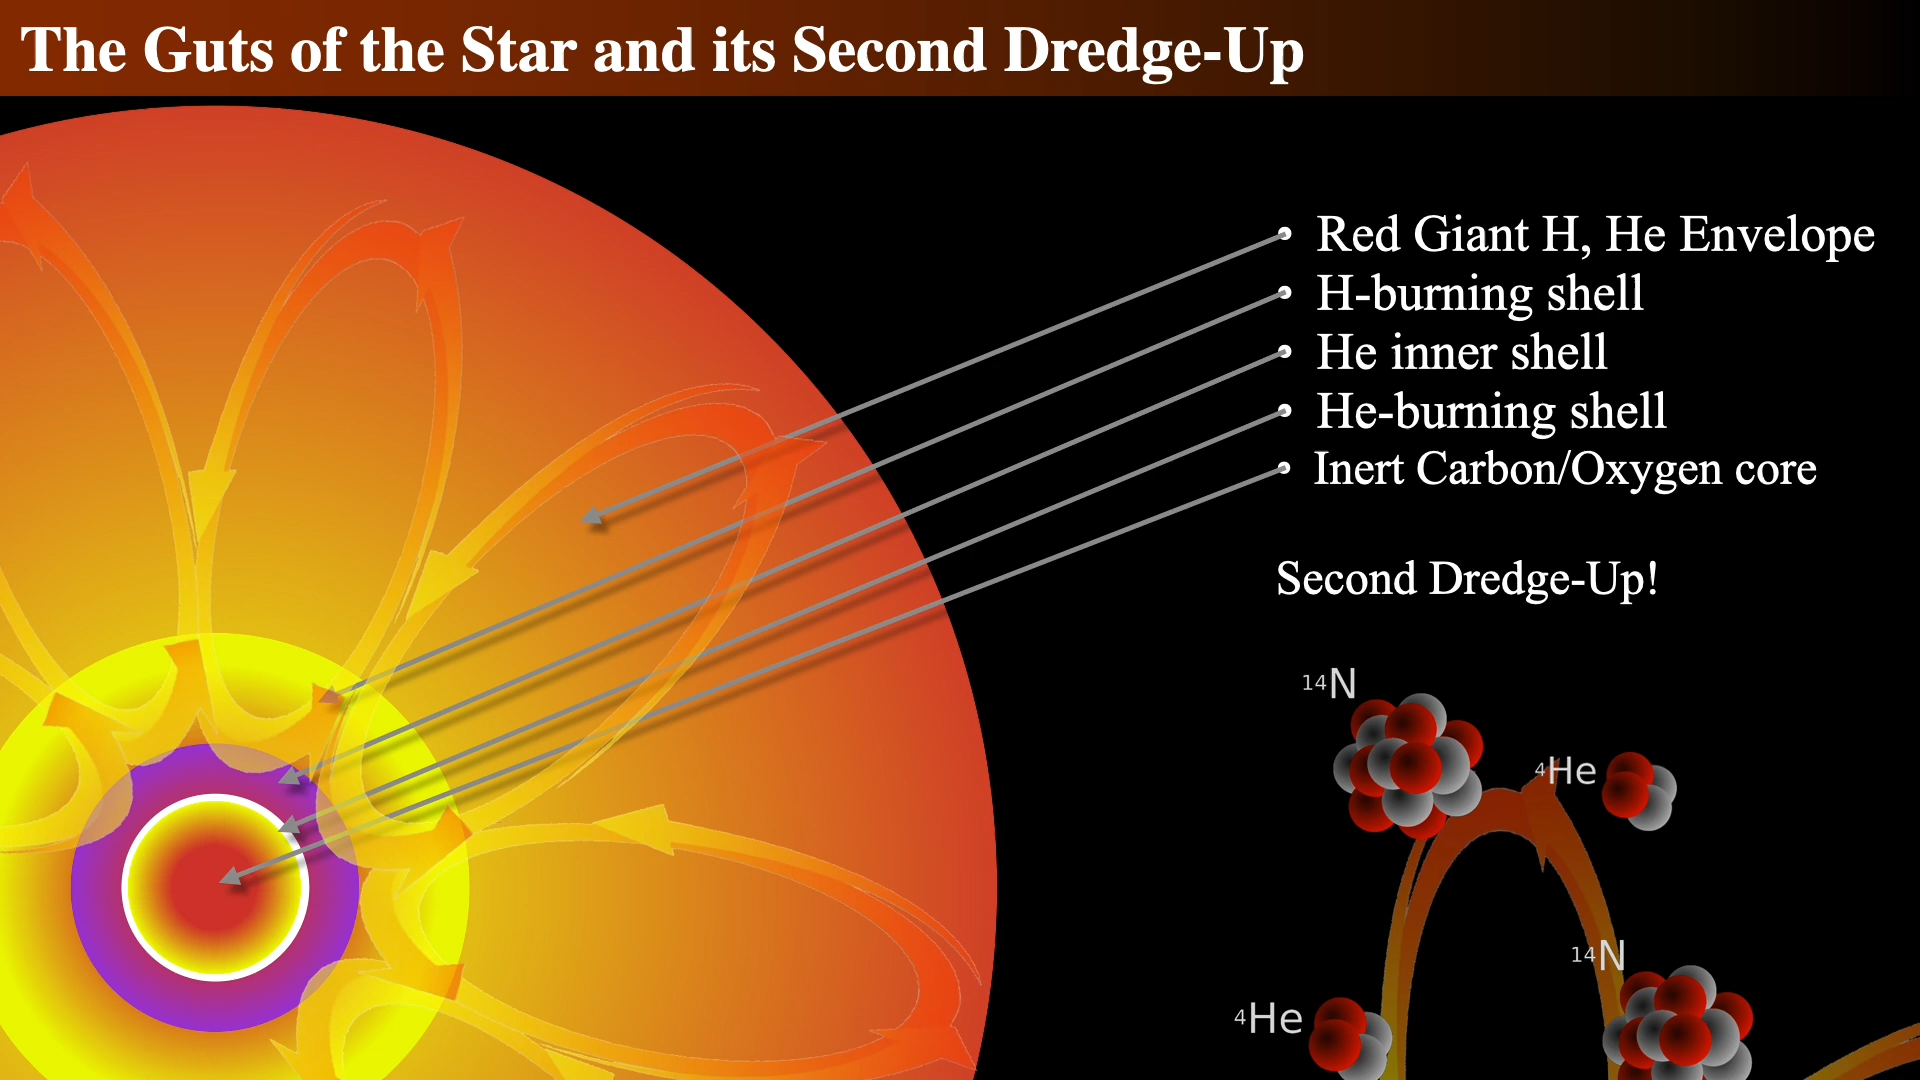 The Guts of the Star and its Second Dredge-Up
• Red Giant H, He Envelope
• H-burning shell
• He inner shell
• He-burning shell
• Inert Carbon/Oxygen core
Second Dredge-Up!
¹⁴N
⁴He
¹⁴N
⁴He